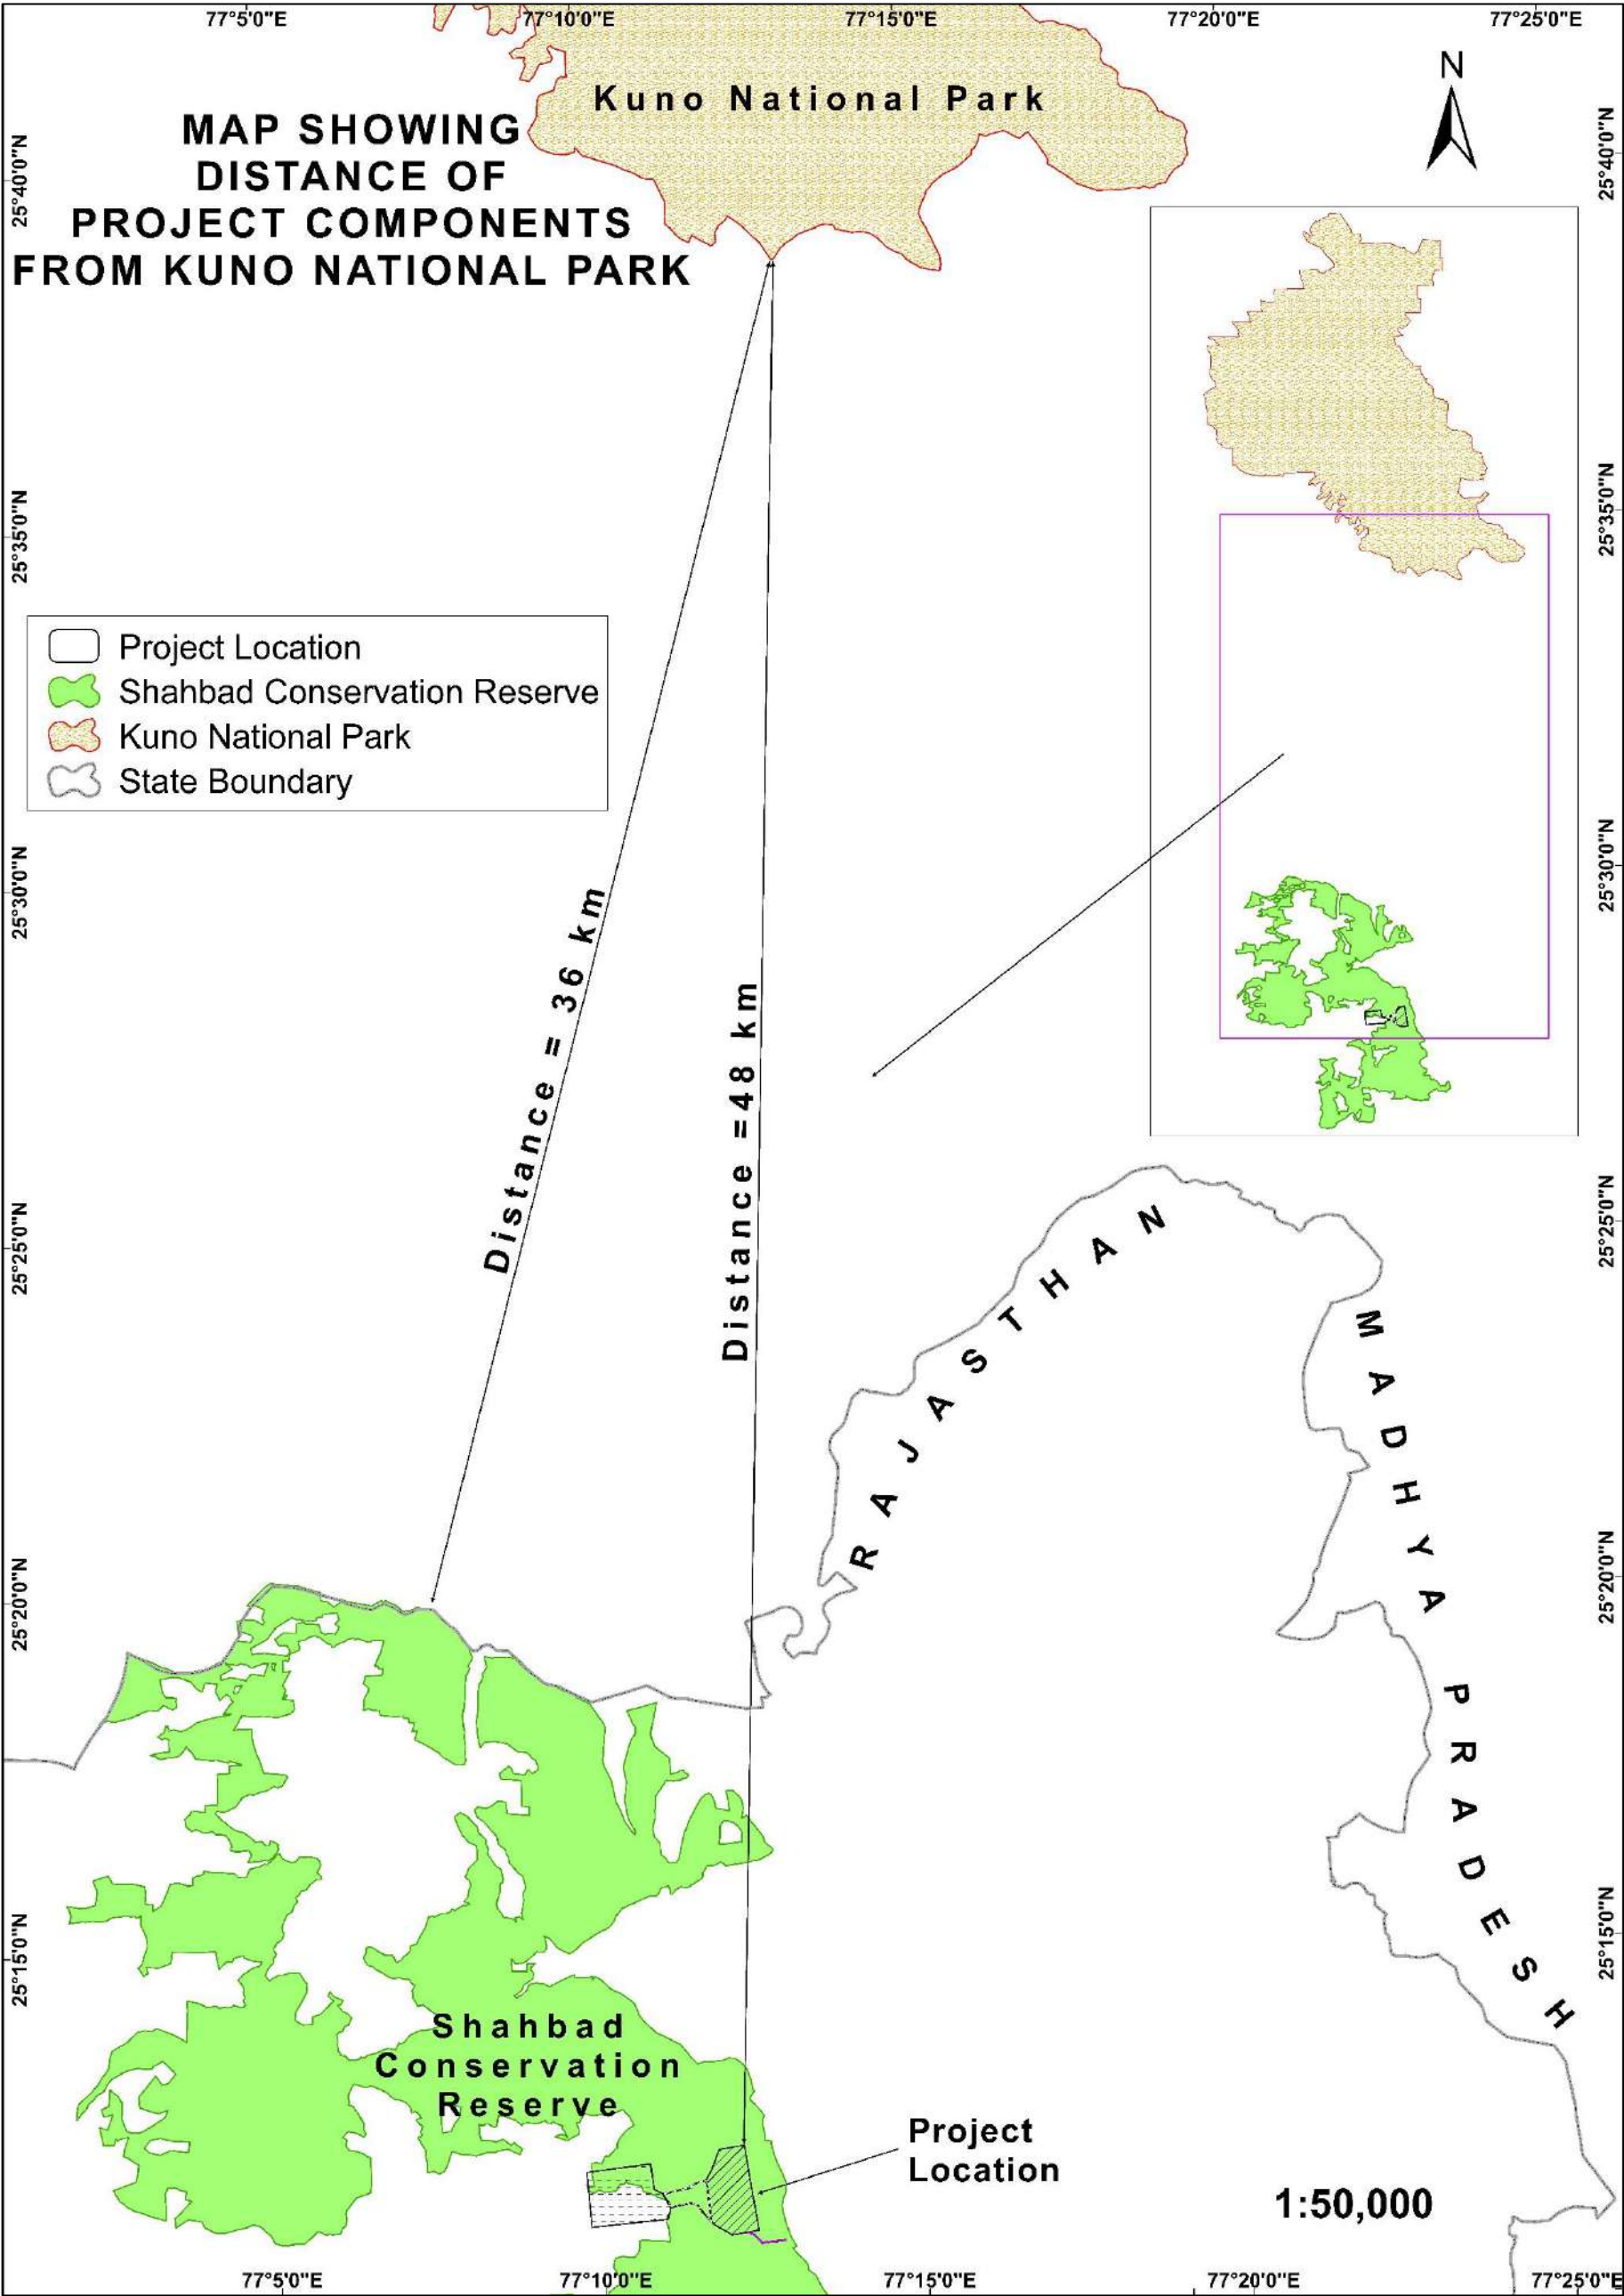 77°5'0"E 77°10'0"E 77°15'0"E 77°20'0"E 77°25'0"E
N
Kuno National Park
MAP SHOWING
DISTANCE OF
PROJECT COMPONENTS
FROM KUNO NATIONAL PARK
25°40'0"N
25°40'0"N
25°35'0"N
25°35'0"N
Project Location
Shahbad Conservation Reserve
Kuno National Park
State Boundary
25°30'0"N
25°30'0"N
Distance = 36 km
Distance =48 km
25°25'0"N
25°25'0"N
RAJASTHAN
MADHYA PRADESH
25°20'0"N
25°20'0"N
25°15'0"N
25°15'0"N
Shahbad
Conservation
Reserve
Project
Location
1:50,000
77°5'0"E 77°10'0"E 77°15'0"E 77°20'0"E 77°25'0"E